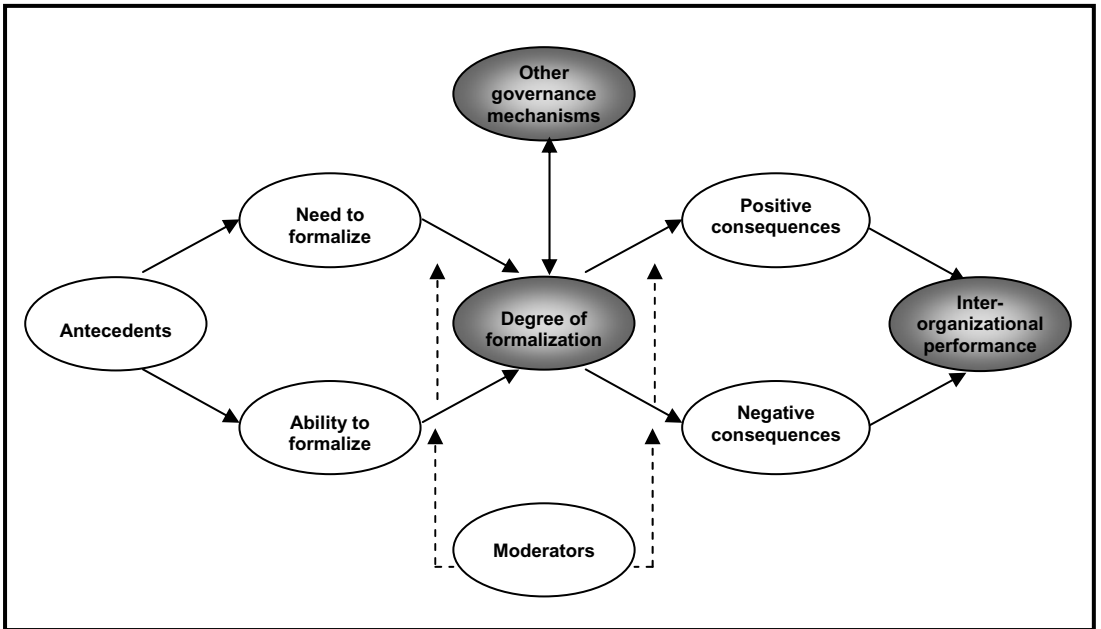 Other
governance
mechanisms
Need to
formalize
Positive
consequences
Antecedents
Degree of
formalization
Inter-
organizational
performance
Ability to
formalize
Negative
consequences
Moderators